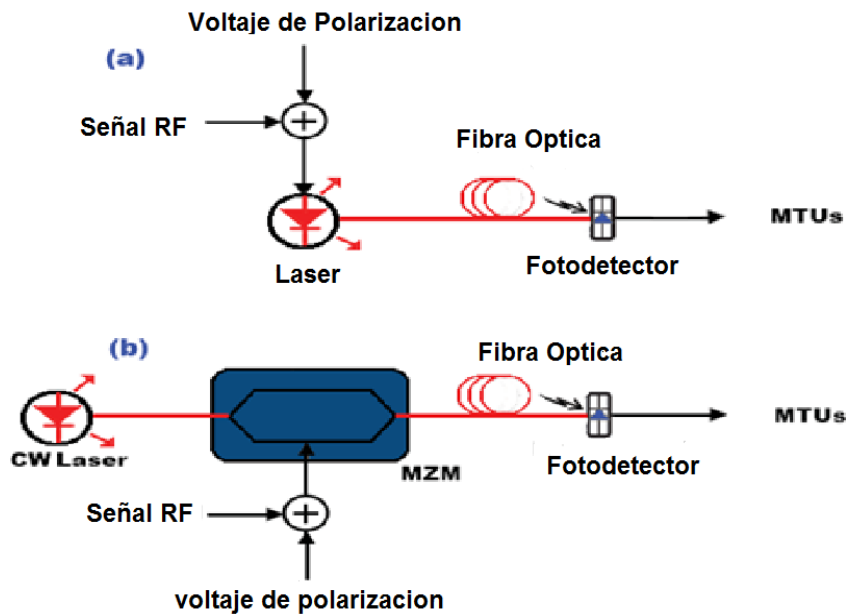 Voltaje de Polarizacion
(a)
Señal RF
Fibra Optica
MTUs
Laser
Fotodetector
(b)
Fibra Optica
MTUs
CW Laser
MZM
Fotodetector
Señal RF
voltaje de polarizacion